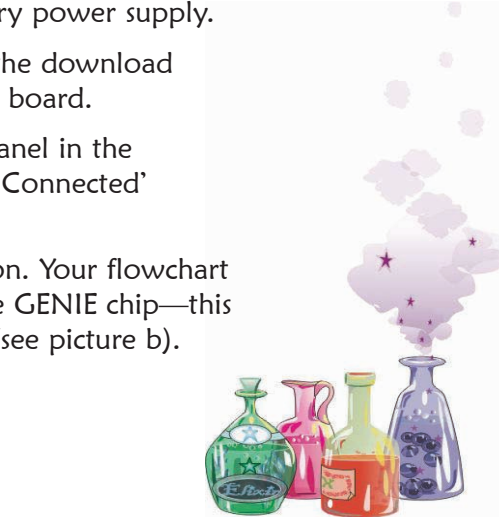 ry power supply.
he download
board.
anel in the
Connected’
on. Your flowchart
e GENIE chip—this
see picture b).